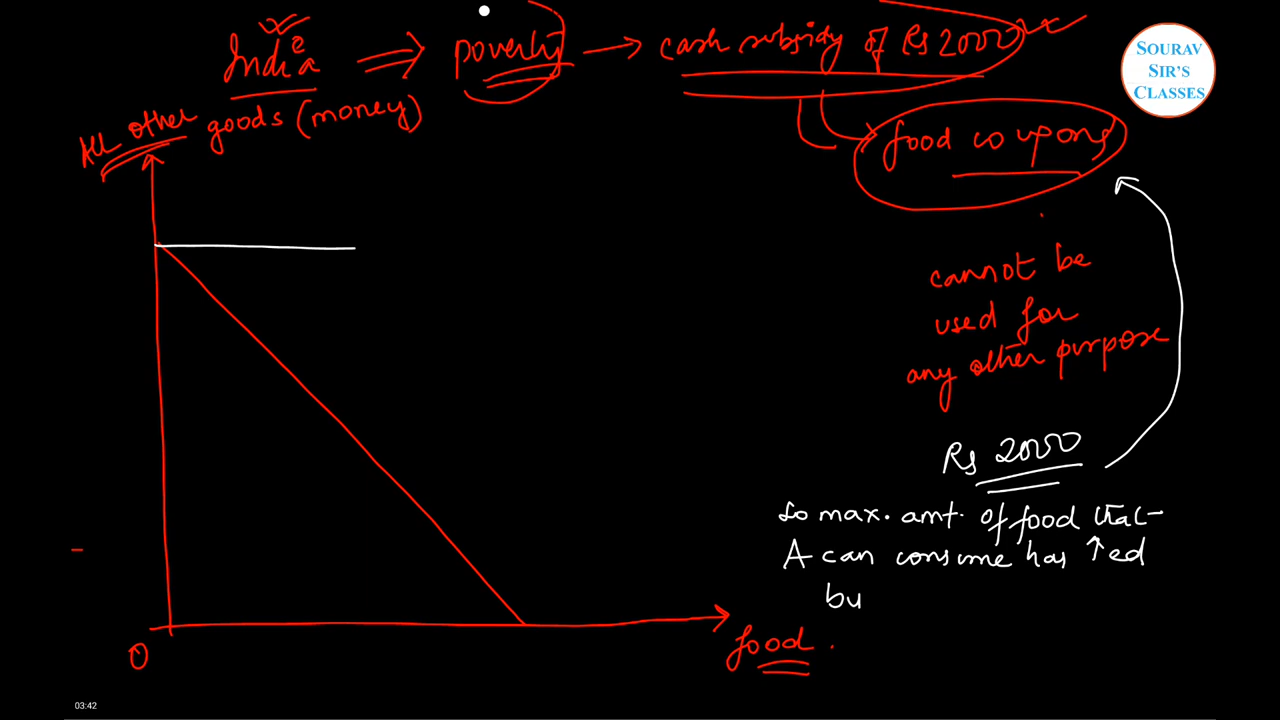 India ⇒ poverty → cash subsidy of Rs 2000
SOURAV
SIR'S
CLASSES
All other goods (money)
food coupons
cannot be
used for
any other purpose
Rs 2000
So max. amt. of food that
A can consume has ↑ed
by
O
food.
03:42